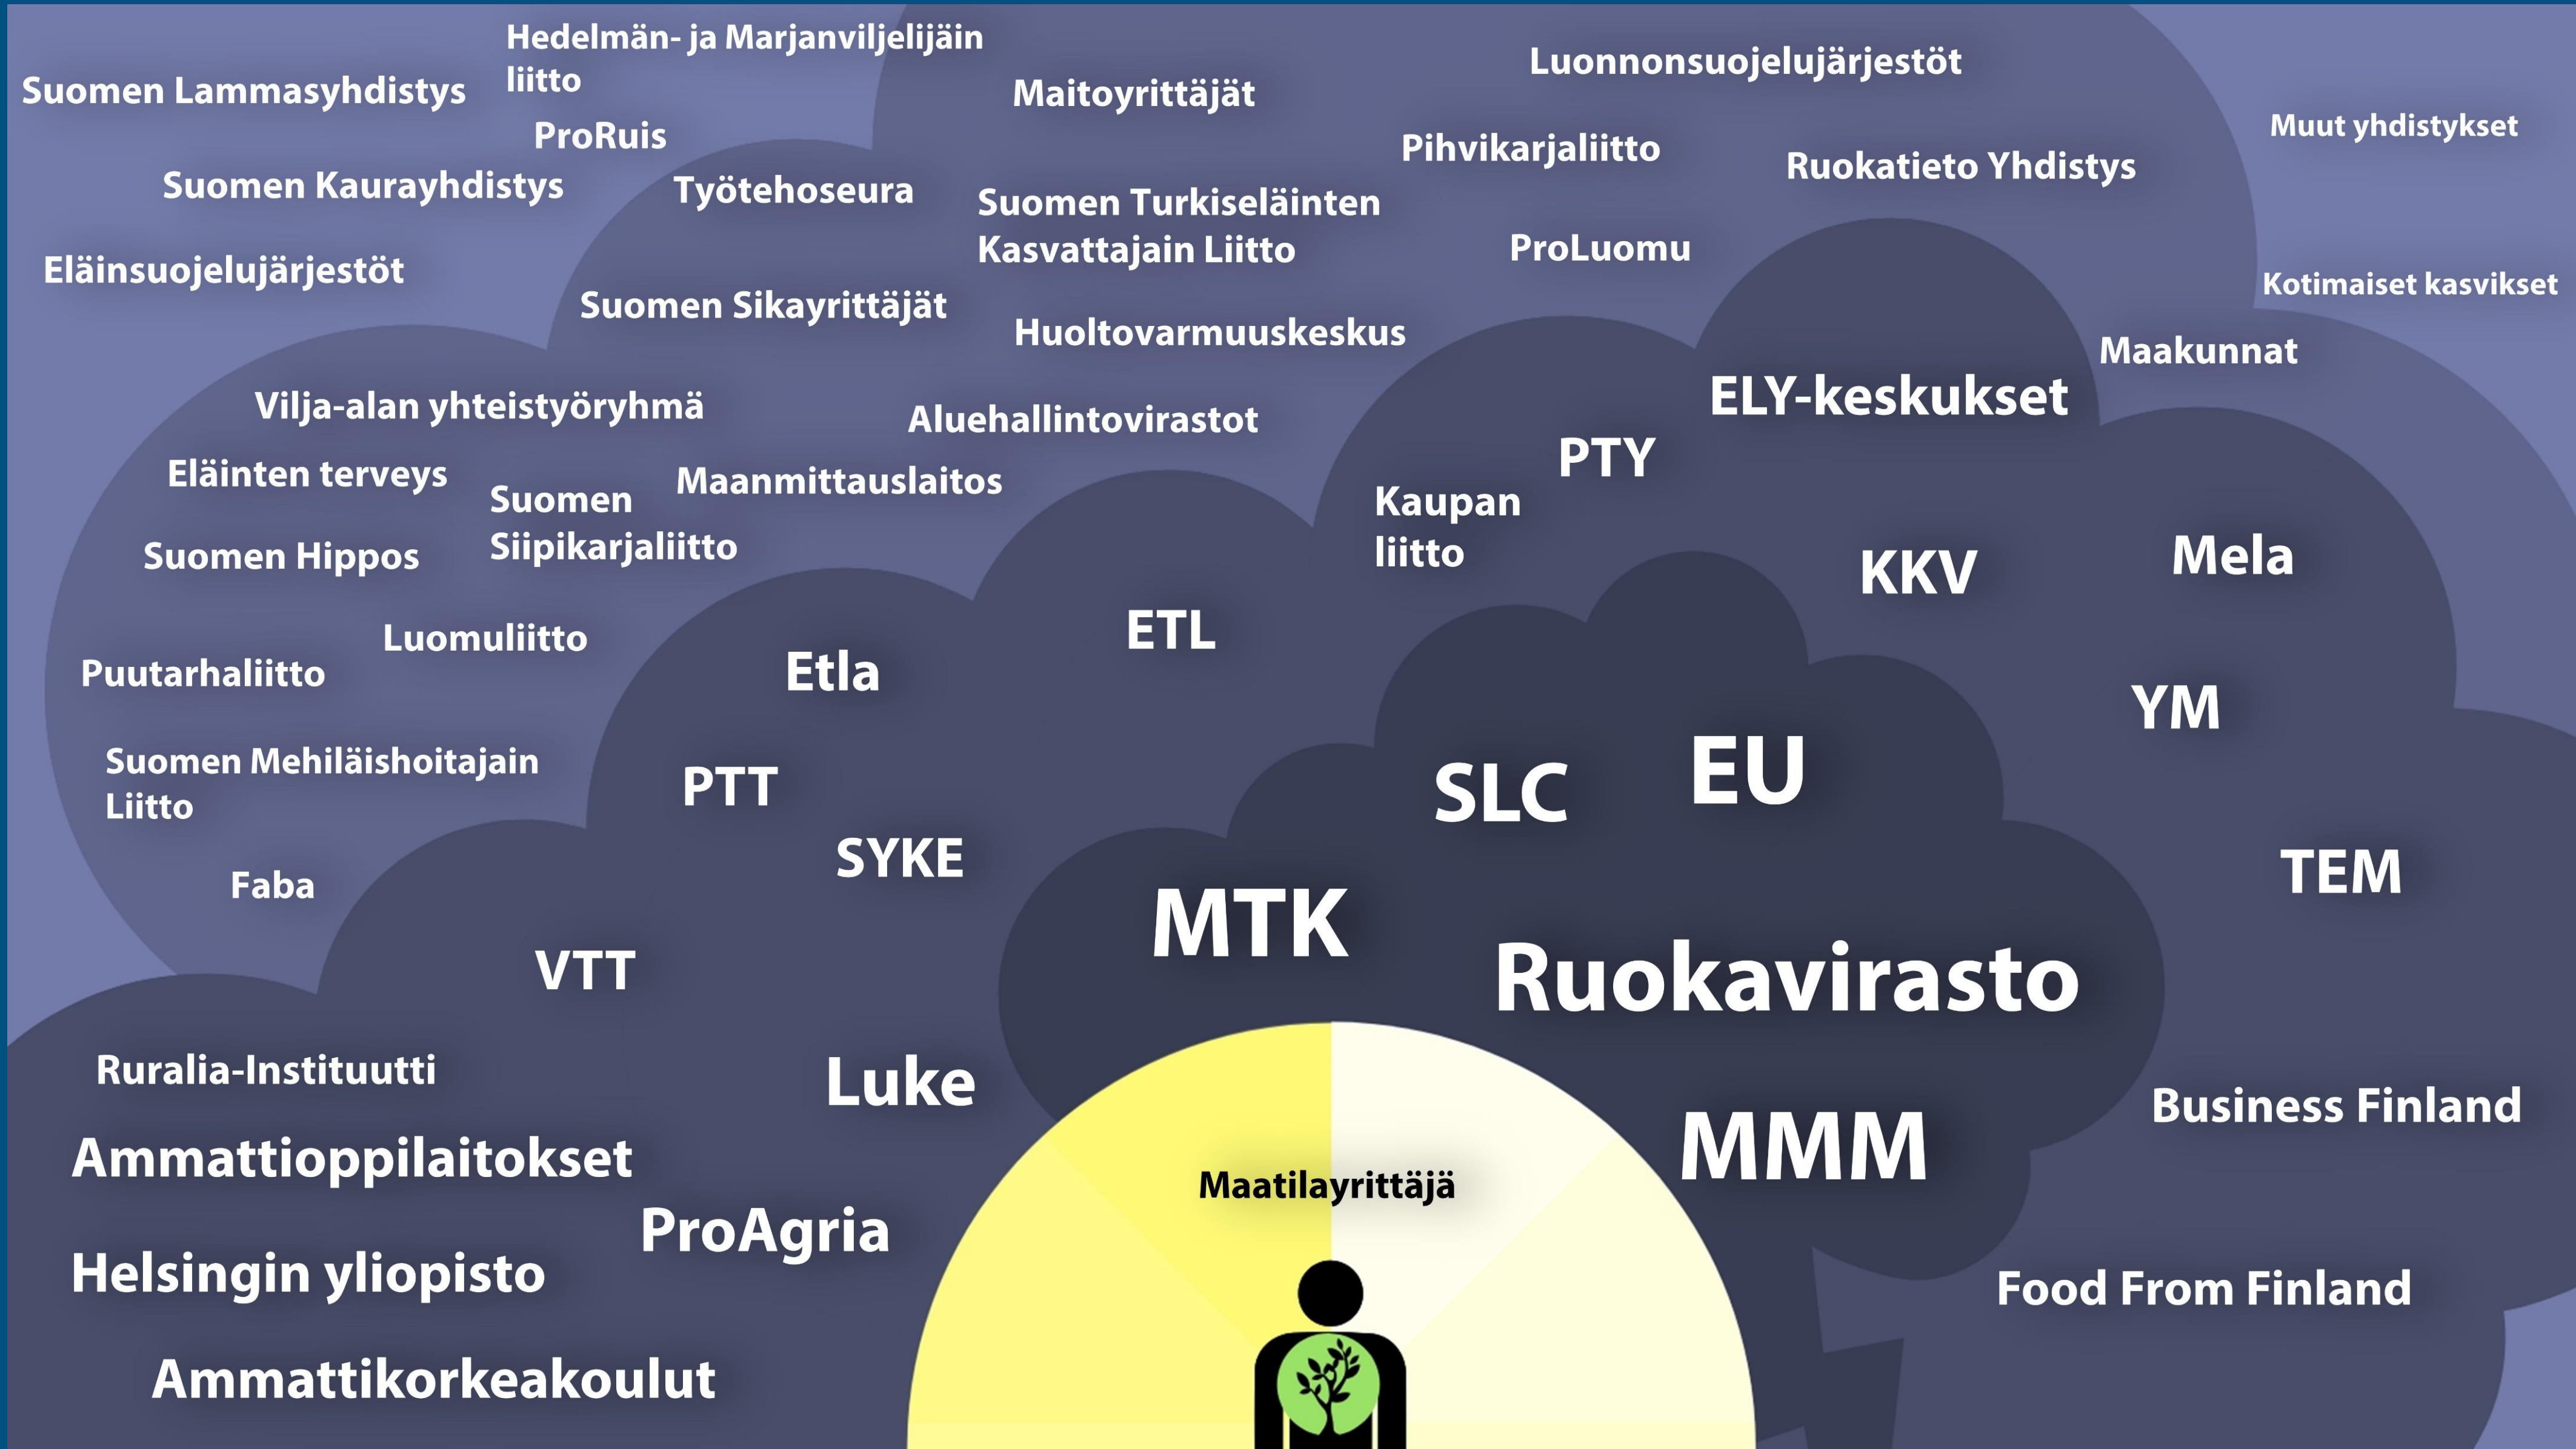 Hedelmän- ja Marjanviljelijäin
liitto
Suomen Lammasyhdistys
Maitoyrittäjät
Luonnonsuojelujärjestöt
Muut yhdistykset
ProRuis
Pihvikarjaliitto
Ruokatieto Yhdistys
Suomen Kaurayhdistys
Työtehoseura
Suomen Turkiseläinten
Kasvattajain Liitto
ProLuomu
Eläinsuojelujärjestöt
Kotimaiset kasvikset
Suomen Sikayrittäjät
Huoltovarmuuskeskus
Maakunnat
Vilja-alan yhteistyöryhmä
Aluehallintovirastot
ELY-keskukset
PTY
Eläinten terveys
Maanmittauslaitos
Suomen
Siipikarjaliitto
Kaupan
liitto
Suomen Hippos
KKV
Mela
Luomuliitto
ETL
Puutarhaliitto
Etla
YM
Suomen Mehiläishoitajain
Liitto
PTT
SLC
EU
SYKE
Faba
TEM
MTK
VTT
Ruokavirasto
Ruralia-Instituutti
Luke
Business Finland
Ammattioppilaitokset
MMM
Maatilayrittäjä
ProAgria
Helsingin yliopisto
Food From Finland
Ammattikorkeakoulut